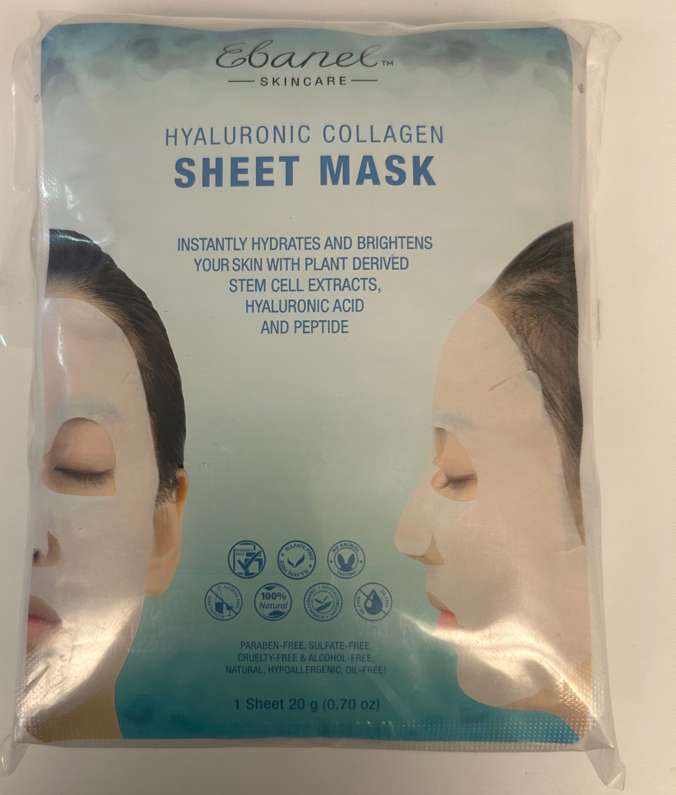 Ebanel™
SKINCARE
HYALURONIC COLLAGEN
SHEET MASK
INSTANTLY HYDRATES AND BRIGHTENS
YOUR SKIN WITH PLANT DERIVED
STEM CELL EXTRACTS,
HYALURONIC ACID
AND PEPTIDE
100%
Natural
PARABEN-FREE, SULFATE-FREE,
CRUELTY-FREE & ALCOHOL-FREE,
NATURAL, HYPOALLERGENIC, OIL-FREE!
1 Sheet 20 g (0.70 oz)